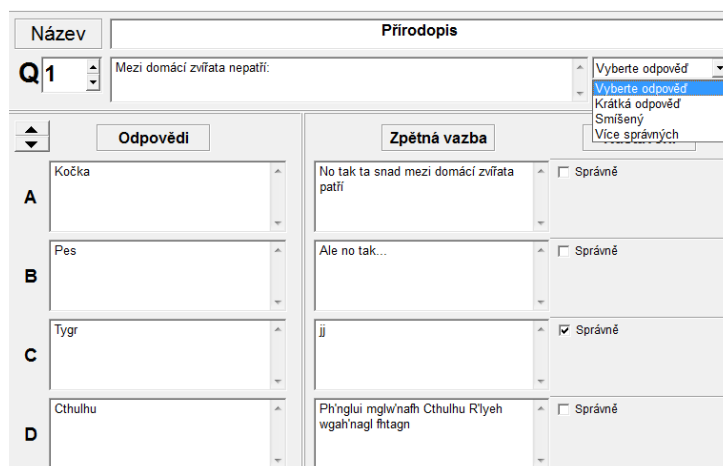 Název
Přírodopis
Q 1
Mezi domácí zvířata nepatří:
Vyberte odpověď
Vyberte odpověď
Krátká odpověď
Smíšený
Více správných
Odpovědi
Zpětná vazba
A
Kočka
No tak ta snad mezi domácí zvířata
patří
Správně
B
Pes
Ale no tak...
Správně
C
Tygr
jj
Správně
D
Cthulhu
Ph'nglui mglw'nafh Cthulhu R'lyeh
wgah'nagl fhtagn
Správně